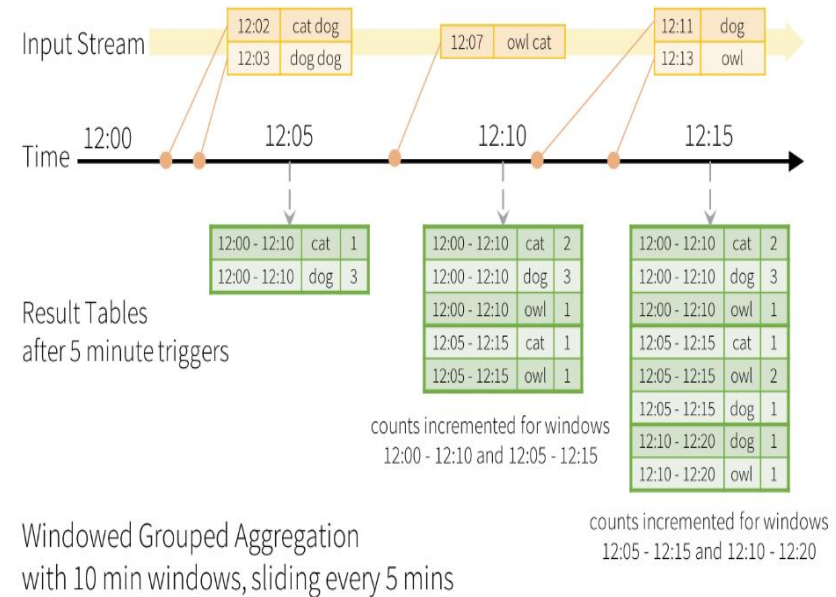 Input Stream
12:02 cat dog
12:03 dog dog
12:07 owl cat
12:11 dog
12:13 owl
Time
12:00 12:05 12:10 12:15
Result Tables
after 5 minute triggers
12:00 - 12:10 cat 1
12:00 - 12:10 dog 3
12:00 - 12:10 cat 2
12:00 - 12:10 dog 3
12:00 - 12:10 owl 1
12:05 - 12:15 cat 1
12:05 - 12:15 owl 1
counts incremented for windows
12:00 - 12:10 and 12:05 - 12:15
12:00 - 12:10 cat 2
12:00 - 12:10 dog 3
12:00 - 12:10 owl 1
12:05 - 12:15 cat 1
12:05 - 12:15 owl 2
12:05 - 12:15 dog 1
12:10 - 12:20 dog 1
12:10 - 12:20 owl 1
counts incremented for windows
12:05 - 12:15 and 12:10 - 12:20
Windowed Grouped Aggregation
with 10 min windows, sliding every 5 mins